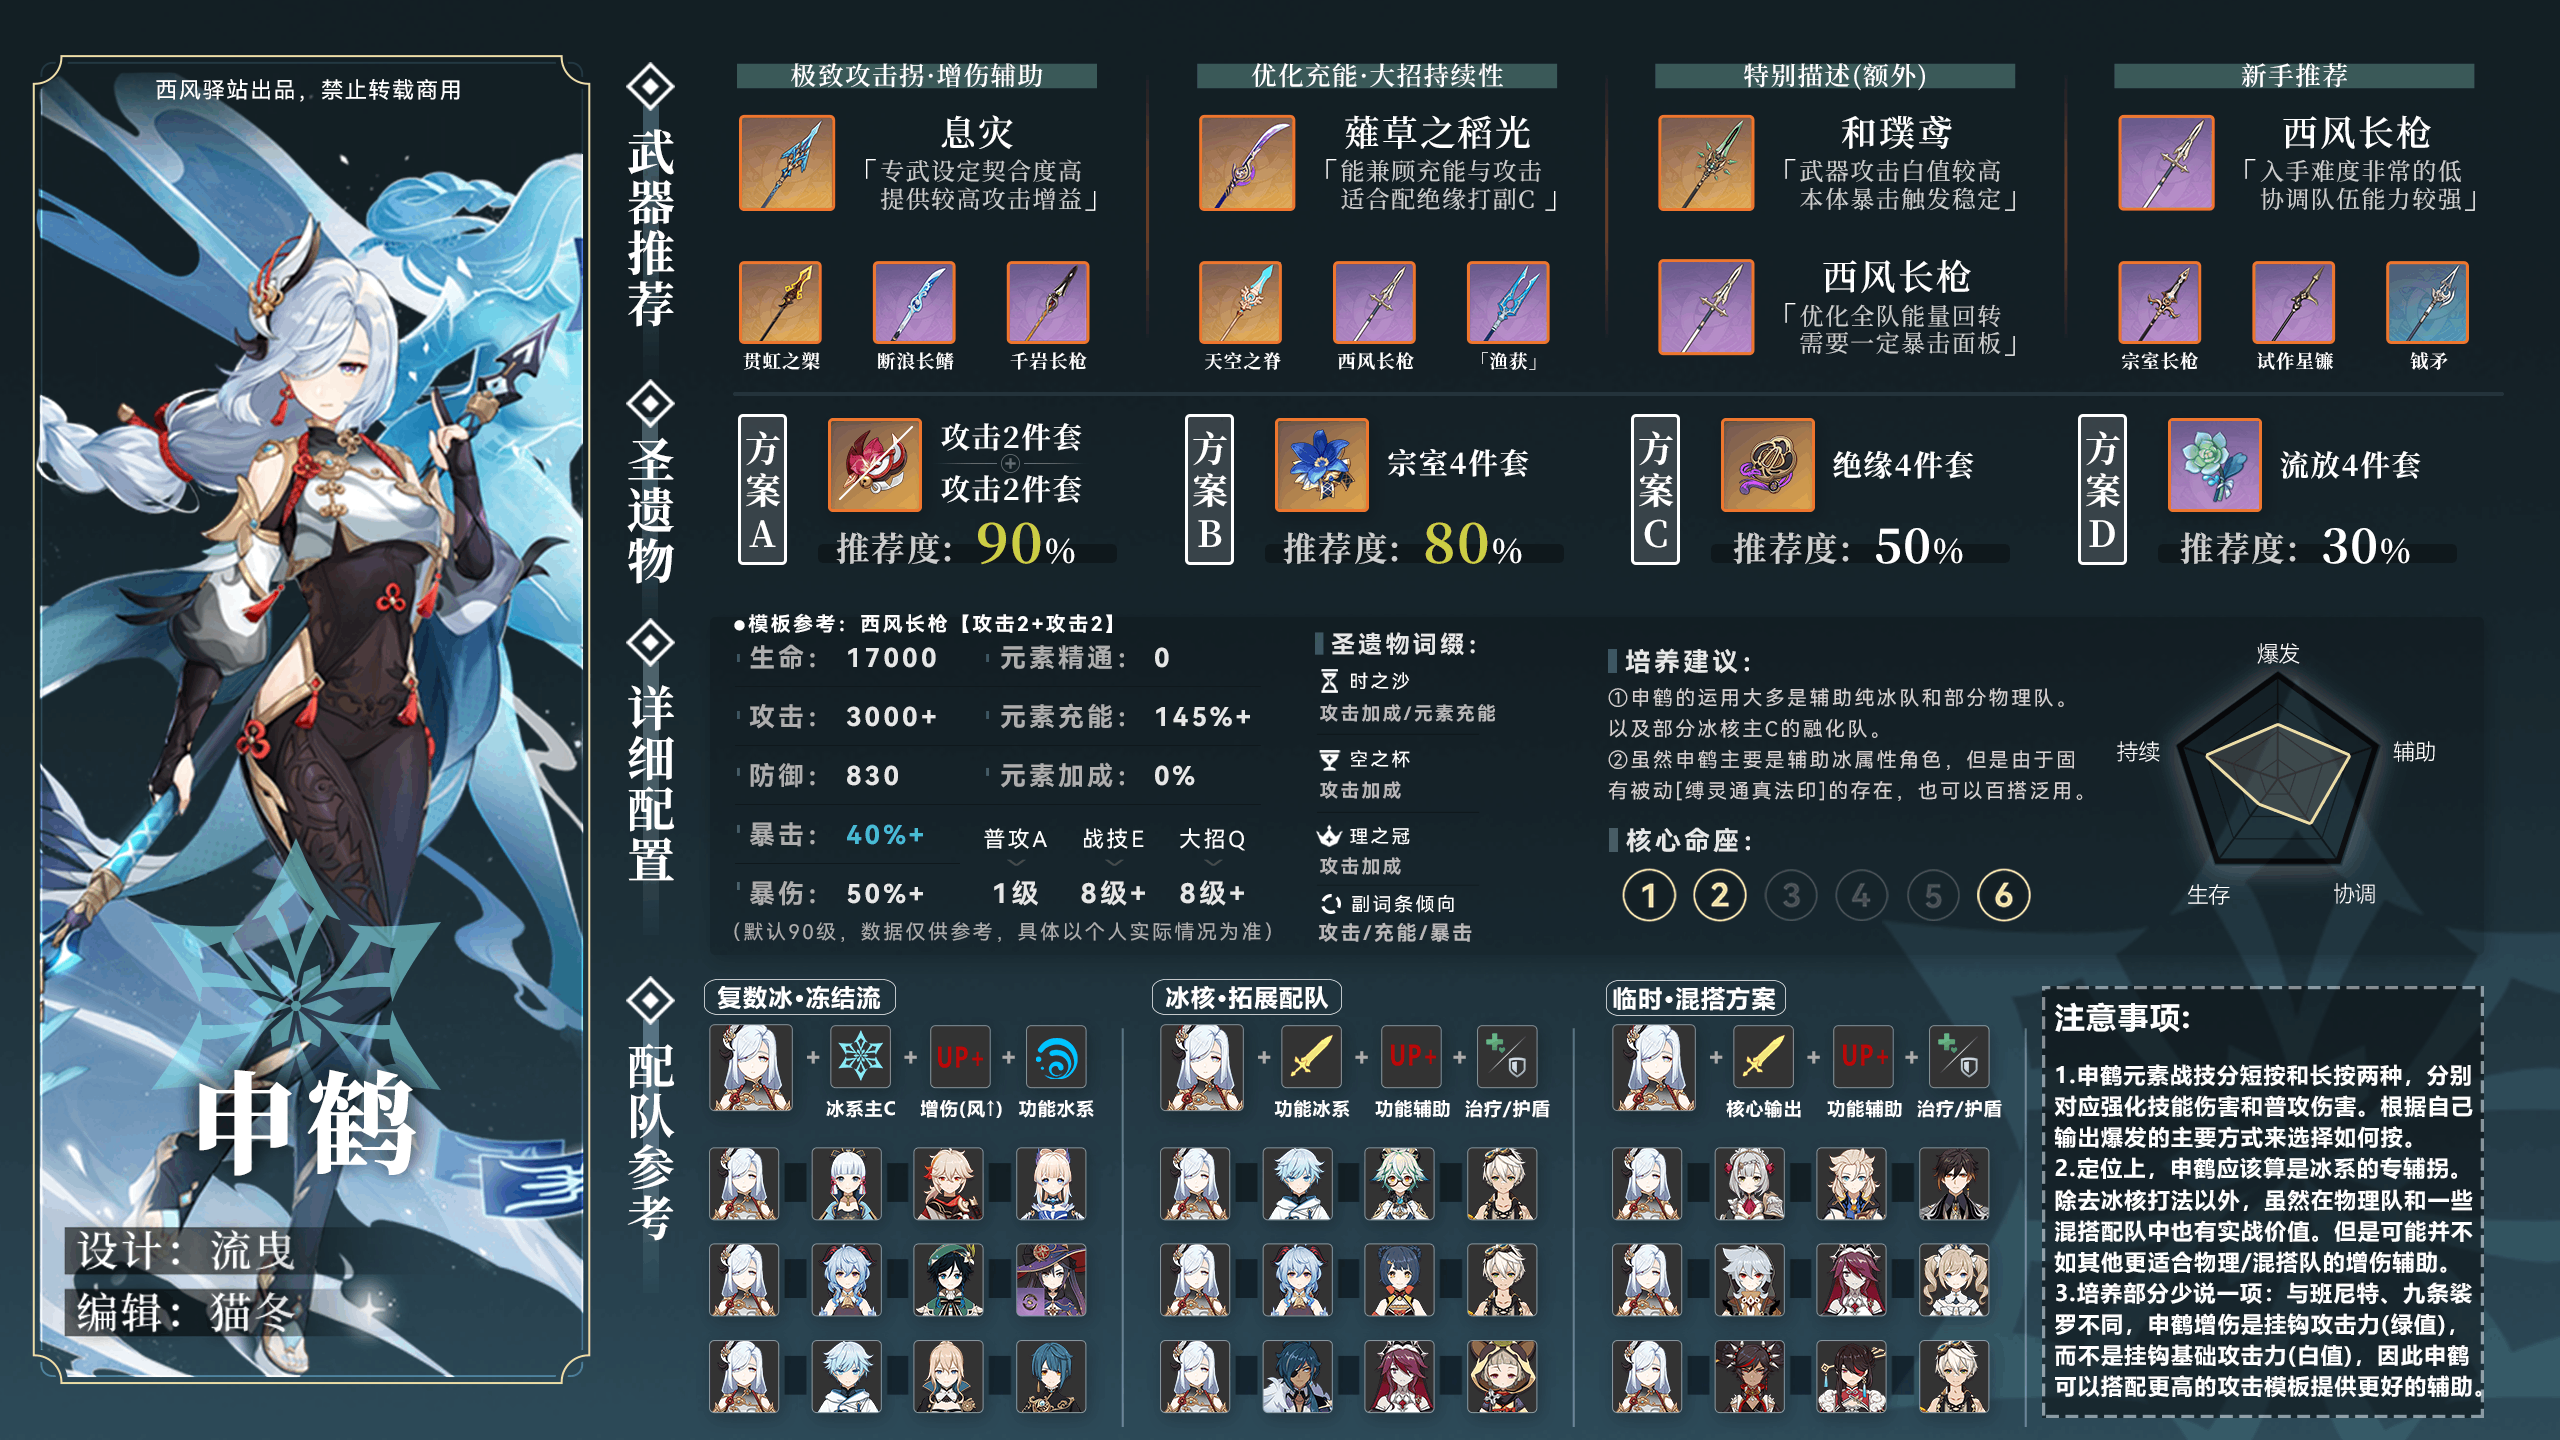 西风驿站出品，禁止转载商用
申鹤
设计：流曳
编辑：猫冬
武器推荐
极致攻击拐·增伤辅助
息灾
「专武设定契合度高
提供较高攻击增益」
贯虹之槊
断浪长鳍
千岩长枪
优化充能·大招持续性
薙草之稻光
「能兼顾充能与攻击
适合配绝缘打副C」
天空之脊
西风长枪
「渔获」
特别描述(额外)
和璞鸢
「武器攻击白值较高
本体暴击触发稳定」
西风长枪
「优化全队能量回转
需要一定暴击面板」
新手推荐
西风长枪
「入手难度非常的低
协调队伍能力较强」
宗室长枪
试作星镰
钺矛
圣遗物
方案A
攻击2件套
攻击2件套
推荐度：90%
方案B
宗室4件套
推荐度：80%
方案C
绝缘4件套
推荐度：50%
方案D
流放4件套
推荐度：30%
详细配置
●模板参考：西风长枪【攻击2+攻击2】
生命：17000
元素精通：0
攻击：3000+
元素充能：145%+
防御：830
元素加成：0%
暴击：40%+
普攻A 战技E 大招Q
暴伤：50%+
1级 8级+ 8级+
(默认90级，数据仅供参考，具体以个人实际情况为准)
圣遗物词缀：
时之沙
攻击加成/元素充能
空之杯
攻击加成
理之冠
攻击加成
副词条倾向
攻击/充能/暴击
培养建议：
①申鹤的运用大多是辅助纯冰队和部分物理队。
以及部分冰核主C的融化队。
②虽然申鹤主要是辅助冰属性角色，但是由于固
有被动[缚灵通真法印]的存在，也可以百搭泛用。
核心命座：
1 2 3 4 5 6
爆发
持续
辅助
生存
协调
配队参考
复数冰·冻结流
+ + UP+ +
冰系主C 增伤(风↑) 功能水系
冰核·拓展配队
+ + UP+ +
功能冰系 功能辅助 治疗/护盾
临时·混搭方案
+ + UP+ +
核心输出 功能辅助 治疗/护盾
注意事项:
1.申鹤元素战技分短按和长按两种，分别
对应强化技能伤害和普攻伤害。根据自己
输出爆发的主要方式来选择如何按。
2.定位上，申鹤应该算是冰系的专辅拐。
除去冰核打法以外，虽然在物理队和一些
混搭配队中也有实战价值。但是可能并不
如其他更适合物理/混搭队的增伤辅助。
3.培养部分少说一项：与班尼特、九条裟
罗不同，申鹤增伤是挂钩攻击力(绿值)，
而不是挂钩基础攻击力(白值)，因此申鹤
可以搭配更高的攻击模板提供更好的辅助。